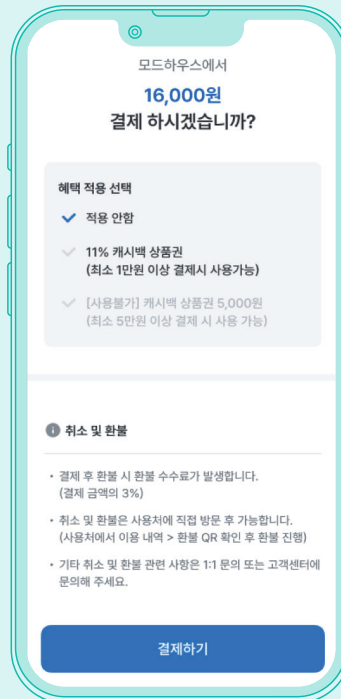 모드하우스에서
16,000원
결제 하시겠습니까?
혜택 적용 선택
적용 안함
11% 캐시백 상품권
(최소 1만원 이상 결제시 사용가능)
[사용불가] 캐시백 상품권 5,000원
(최소 5만원 이상 결제 시 사용 가능)
취소 및 환불
• 결제 후 환불 시 환불 수수료가 발생합니다.
(결제 금액의 3%)
• 취소 및 환불은 사용처에 직접 방문 후 가능합니다.
(사용처에서 이용 내역 > 환불 QR 확인 후 환불 진행)
• 기타 취소 및 환불 관련 사항은 1:1 문의 또는 고객센터에
문의해 주세요.
결제하기